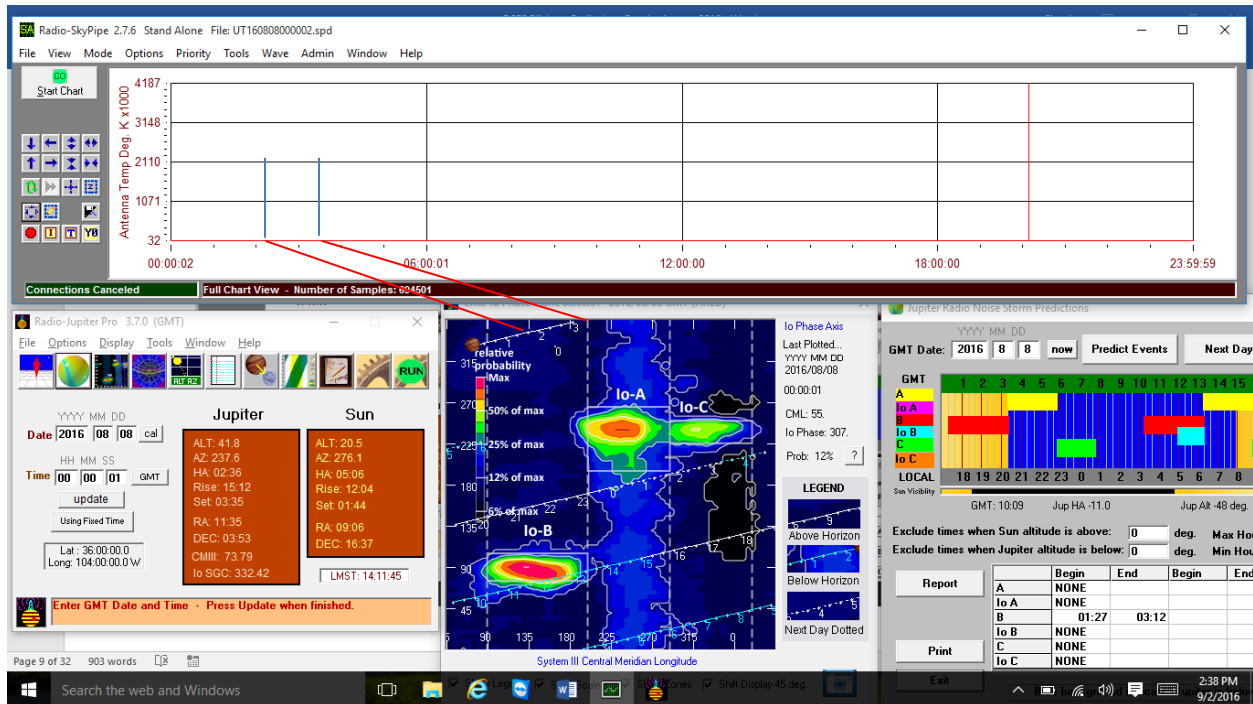 Radio-SkyPipe 2.7.6 Stand Alone File: UT160808000002.spd
File View Mode Options Priority Tools Wave Admin Window Help
GO
Start Chart
Antenna Temp Deg. K x1000
4187
3148
2110
1071
32
00:00:02 06:00:01 12:00:00 18:00:00 23:59:59
Connections Canceled
Full Chart View - Number of Samples: 694501
Radio-Jupiter Pro 3.7.0 (GMT)
File Options Display Tools Window Help
ALT AZ
RUN
YYYY MM DD
Date 2016 08 08 cal
HH MM SS
Time 00 00 01 GMT
update
Using Fixed Time
Lat : 36:00:00.0
Long: 104:00:00.0 W
Jupiter
ALT: 41.8
AZ: 237.6
HA: 02:36
Rise: 15:12
Set: 03:35
RA: 11:35
DEC: 03:53
CMIII: 73.79
Io SGC: 332.42
Sun
ALT: 20.5
AZ: 276.1
HA: 05:06
Rise: 12:04
Set: 01:44
RA: 09:06
DEC: 16:37
LMST: 14:11:45
Enter GMT Date and Time - Press Update when finished.
Page 9 of 32 903 words
relative
probability
Max
50% of max
25% of max
12% of max
6% of max
Io-A
Io-C
Io-B
315
270
225
180
135
90
45
90 135 180 225 270 315 0
System III Central Meridian Longitude
Io Phase Axis
Last Plotted...
YYYY MM DD
2016/08/08
00:00:01
CML: 55.
Io Phase: 307.
Prob: 12% ?
LEGEND
Above Horizon
Below Horizon
Next Day Dotted
Shift Display 45 deg.
Jupiter Radio Noise Storm Predictions
YYYY MM DD
GMT Date: 2016 8 8 now Predict Events Next Day
GMT 1 2 3 4 5 6 7 8 9 10 11 12 13 14 15
A
Io A
B
Io B
C
Io C
LOCAL 18 19 20 21 22 23 0 1 2 3 4 5 6 7 8
Sun Visiblity
GMT: 10:09 Jup HA -11.0 Jup Alt -48 deg.
Exclude times when Sun altitude is above: 0 deg. Max Hou
Exclude times when Jupiter altitude is below: 0 deg. Min Hou
Report
Print
Exit
Begin End Begin End
A NONE
Io A NONE
B 01:27 03:12
Io B NONE
C NONE
Io C NONE
Search the web and Windows
2:38 PM
9/2/2016